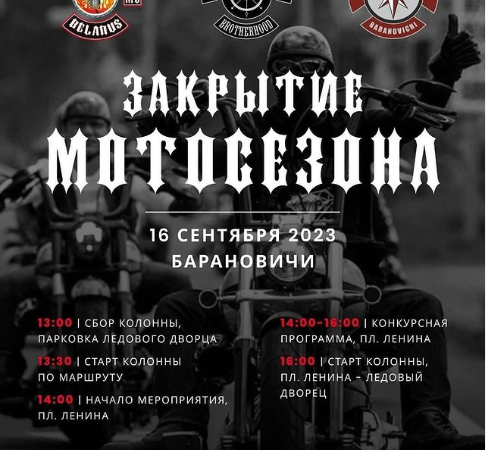 BELARUS
BROTHERHOOD
BARANOVICHI
ЗАКРЫТИЕ
МОТОСЕЗОНА
16 СЕНТЯБРЯ 2023
БАРАНОВИЧИ
13:00 | СБОР КОЛОННЫ,
ПАРКОВКА ЛЕДОВОГО ДВОРЦА
13:30 | СТАРТ КОЛОННЫ
ПО МАРШРУТУ
14:00 | НАЧАЛО МЕРОПРИЯТИЯ,
ПЛ. ЛЕНИНА
14:00-16:00 | КОНКУРСНАЯ
ПРОГРАММА, ПЛ. ЛЕНИНА
16:00 | СТАРТ КОЛОННЫ,
ПЛ. ЛЕНИНА - ЛЕДОВЫЙ
ДВОРЕЦ